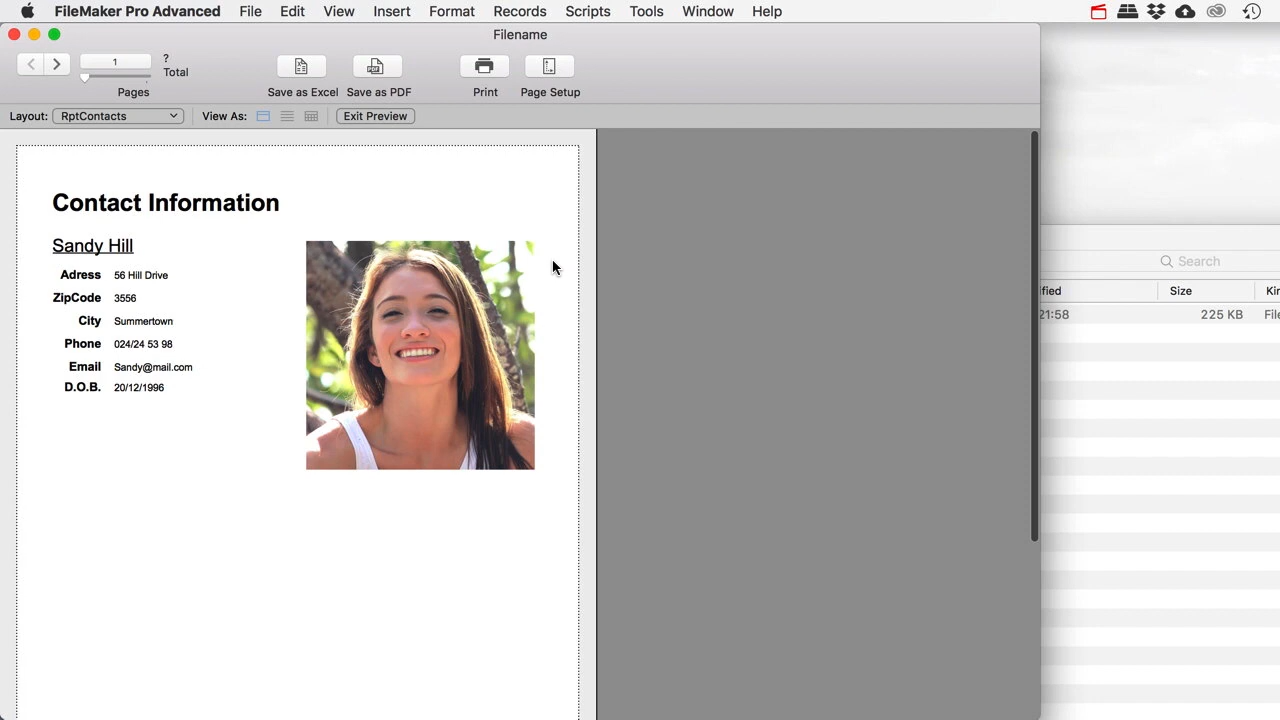 FileMaker Pro Advanced File Edit View Insert Format Records Scripts Tools Window Help
Filename
1 ? Total
Pages Save as Excel Save as PDF Print Page Setup
Layout: RptContacts View As: Exit Preview
Contact Information
Sandy Hill
Adress 56 Hill Drive
ZipCode 3556
City Summertown
Phone 024/24 53 98
Email Sandy@mail.com
D.O.B. 20/12/1996
Search
ified Size Kin
21:58 225 KB File